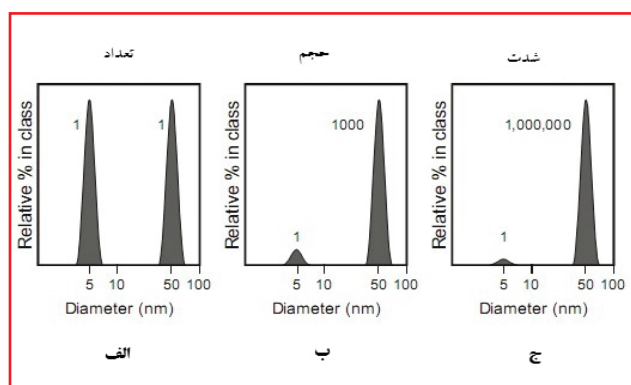 تعداد
حجم
شدت
Relative % in class
1
1
5 10 50 100
Diameter (nm)
الف
Relative % in class
1000
1
5 10 50 100
Diameter (nm)
ب
Relative % in class
1,000,000
1
5 10 50 100
Diameter (nm)
ج